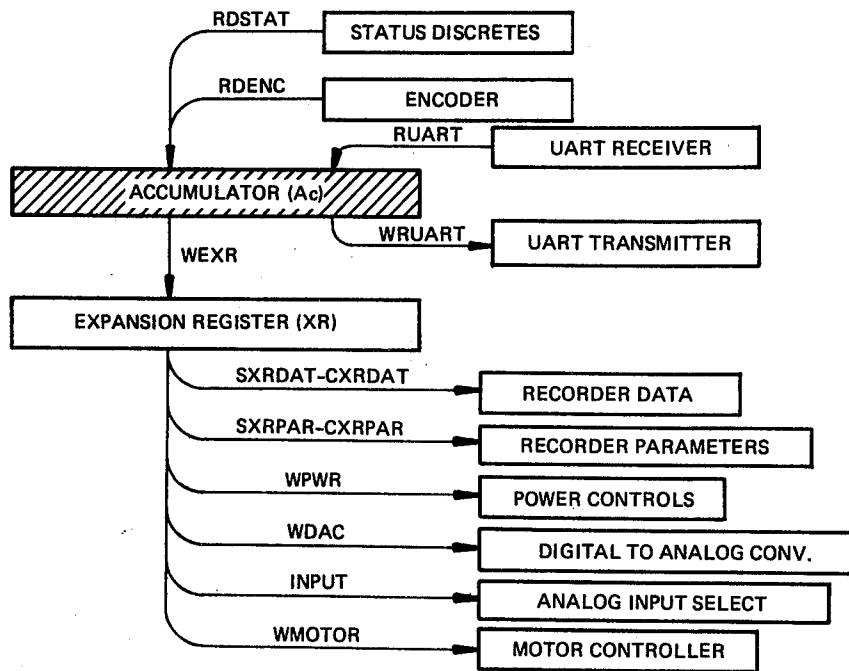 RDSTAT
STATUS DISCRETES
RDENC
ENCODER
RUART
UART RECEIVER
ACCUMULATOR (Ac)
WRUART
UART TRANSMITTER
WEXR
EXPANSION REGISTER (XR)
SXRDAT-CXRDAT
RECORDER DATA
SXRPAR-CXRPAR
RECORDER PARAMETERS
WPWR
POWER CONTROLS
WDAC
DIGITAL TO ANALOG CONV.
INPUT
ANALOG INPUT SELECT
WMOTOR
MOTOR CONTROLLER